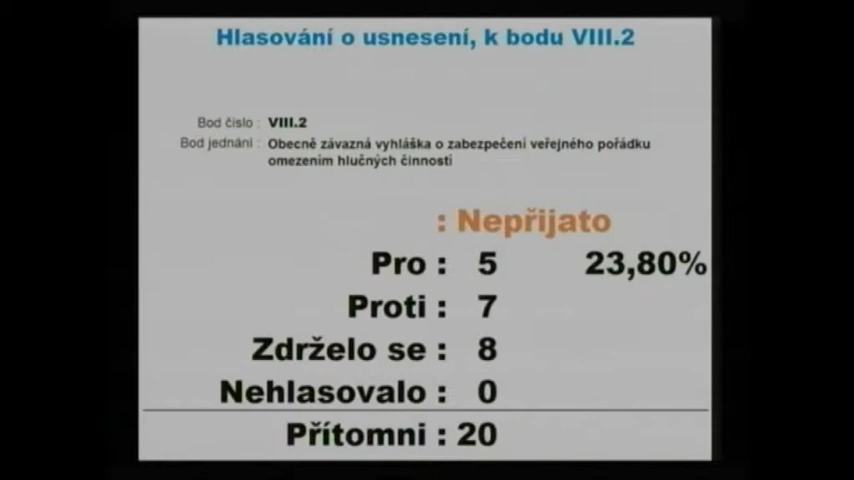 Hlasování o usnesení, k bodu VIII.2
Bod číslo : VIII.2
Bod jednání : Obecně závazná vyhláška o zabezpečení veřejného pořádku
omezením hlučných činností
: Nepřijato
Pro : 5 23,80%
Proti : 7
Zdrželo se : 8
Nehlasovalo : 0
Přítomni : 20